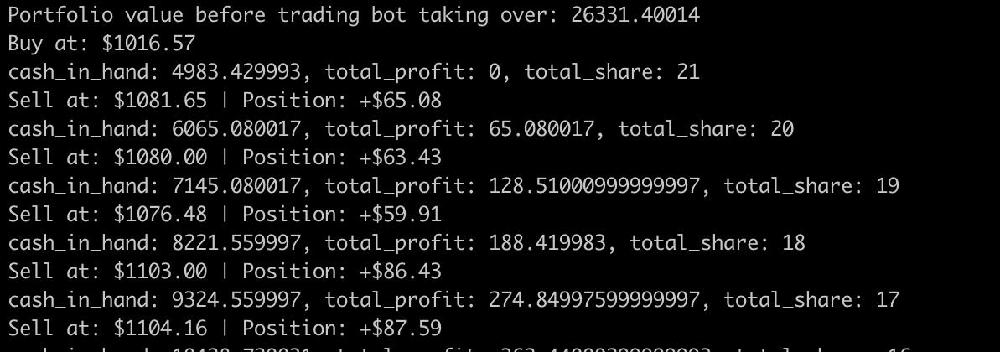 Portfolio value before trading bot taking over: 26331.40014
Buy at: $1016.57
cash_in_hand: 4983.429993, total_profit: 0, total_share: 21
Sell at: $1081.65 | Position: +$65.08
cash_in_hand: 6065.080017, total_profit: 65.080017, total_share: 20
Sell at: $1080.00 | Position: +$63.43
cash_in_hand: 7145.080017, total_profit: 128.51000999999997, total_share: 19
Sell at: $1076.48 | Position: +$59.91
cash_in_hand: 8221.559997, total_profit: 188.419983, total_share: 18
Sell at: $1103.00 | Position: +$86.43
cash_in_hand: 9324.559997, total_profit: 274.84997599999997, total_share: 17
Sell at: $1104.16 | Position: +$87.59